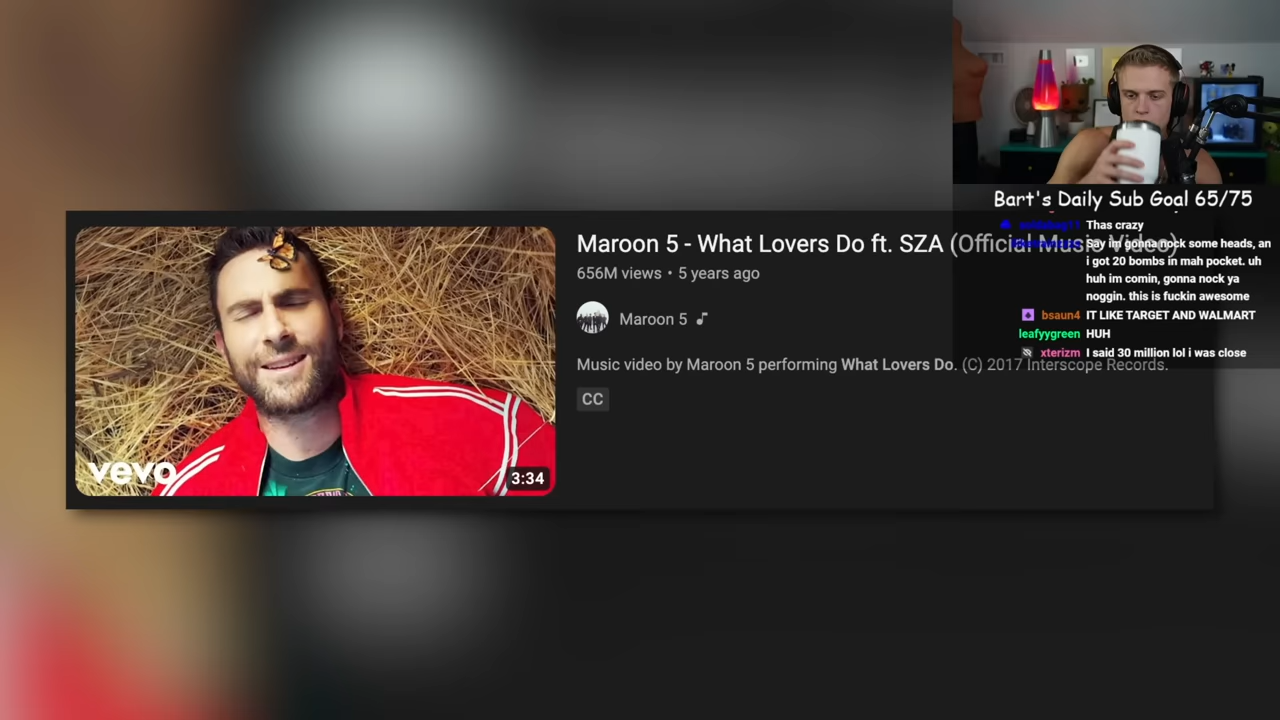 Bart's Daily Sub Goal 65/75
Thas crazy
Say im gonna nock some heads, an
i got 20 bombs in mah pocket. uh
huh im comin, gonna nock ya
noggin. this is fuckin awesome
bsaun4 IT LIKE TARGET AND WALMART
leafyygreen HUH
xterizm I said 30 million lol i was close
Maroon 5 - What Lovers Do ft. SZA (Official Music Video)
656M views • 5 years ago
Maroon 5
Music video by Maroon 5 performing What Lovers Do. (C) 2017 Interscope Records.
CC
vevo
3:34